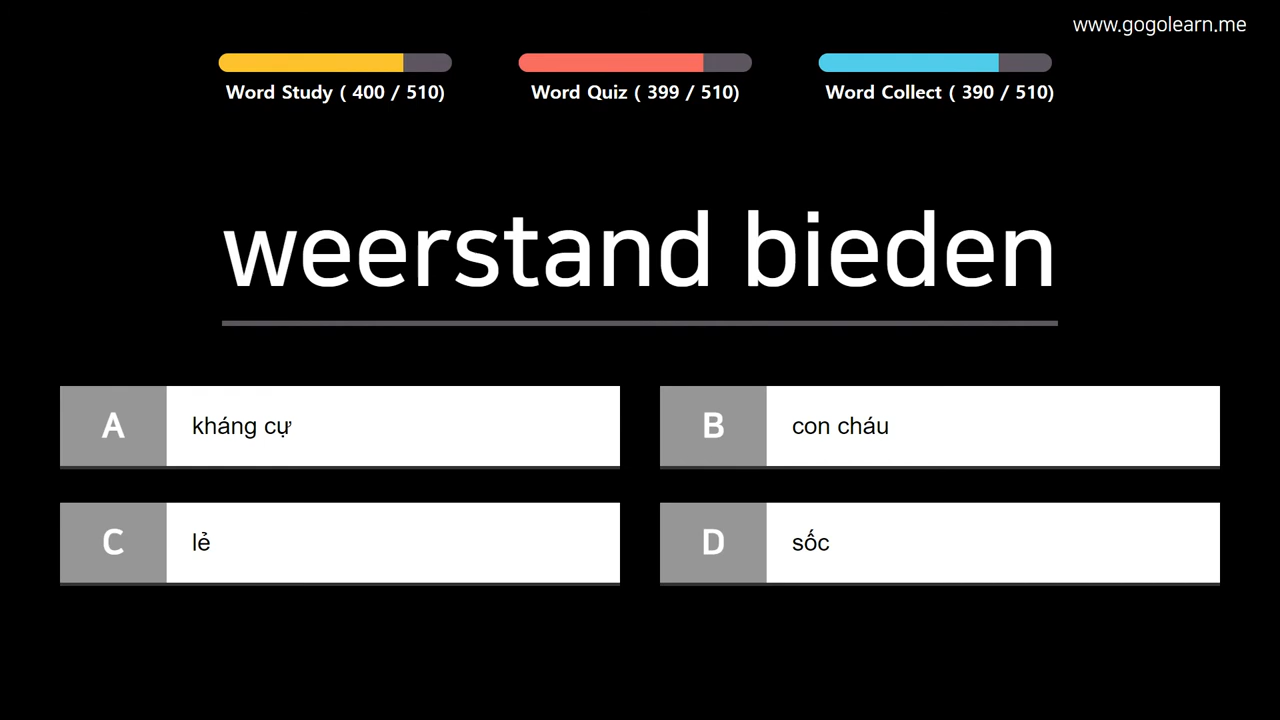 www.gogolearn.me
Word Study ( 400 / 510)
Word Quiz ( 399 / 510)
Word Collect ( 390 / 510)
weerstand bieden
A kháng cự
B con cháu
C lẻ
D sốc